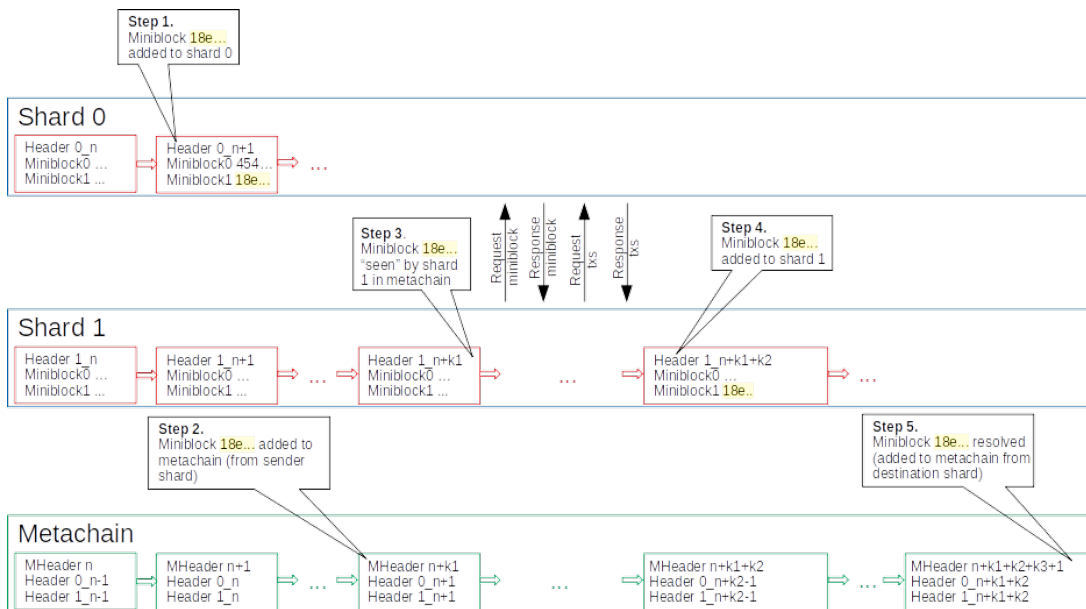 Step 1.
Miniblock 18e...
added to shard 0
Shard 0
Header 0_n
Miniblock0 ...
Miniblock1 ...
Header 0_n+1
Miniblock0 454...
Miniblock1 18e...
...
Step 3.
Miniblock 18e...
“seen” by shard
1 in metachain
Request
miniblock
Response
miniblock
Request
txs
Response
txs
Step 4.
Miniblock 18e...
added to shard 1
Shard 1
Header 1_n
Miniblock0 ...
Miniblock1 ...
Header 1_n+1
Miniblock0 ...
Miniblock1 ...
...
Header 1_n+k1
Miniblock0 ...
Miniblock1 ...
...
Header 1_n+k1+k2
Miniblock0 ...
Miniblock1 18e..
...
Step 2.
Miniblock 18e... added to
metachain (from sender
shard)
Step 5.
Miniblock 18e... resolved
(added to metachain from
destination shard)
Metachain
MHeader n
Header 0_n-1
Header 1_n-1
MHeader n+1
Header 0_n
Header 1_n
...
MHeader n+k1
Header 0_n+1
Header 1_n+1
...
MHeader n+k1+k2
Header 0_n+k2-1
Header 1_n+k2-1
...
MHeader n+k1+k2+k3+1
Header 0_n+k1+k2
Header 1_n+k1+k2